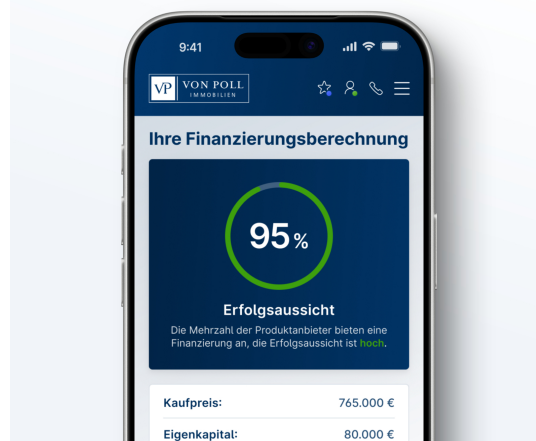 9:41
VP VON POLL
IMMOBILIEN
Ihre Finanzierungsberechnung
95 %
Erfolgsaussicht
Die Mehrzahl der Produktanbieter bieten eine
Finanzierung an, die Erfolgsaussicht ist hoch.
Kaufpreis: 765.000 €
Eigenkapital: 80.000 €